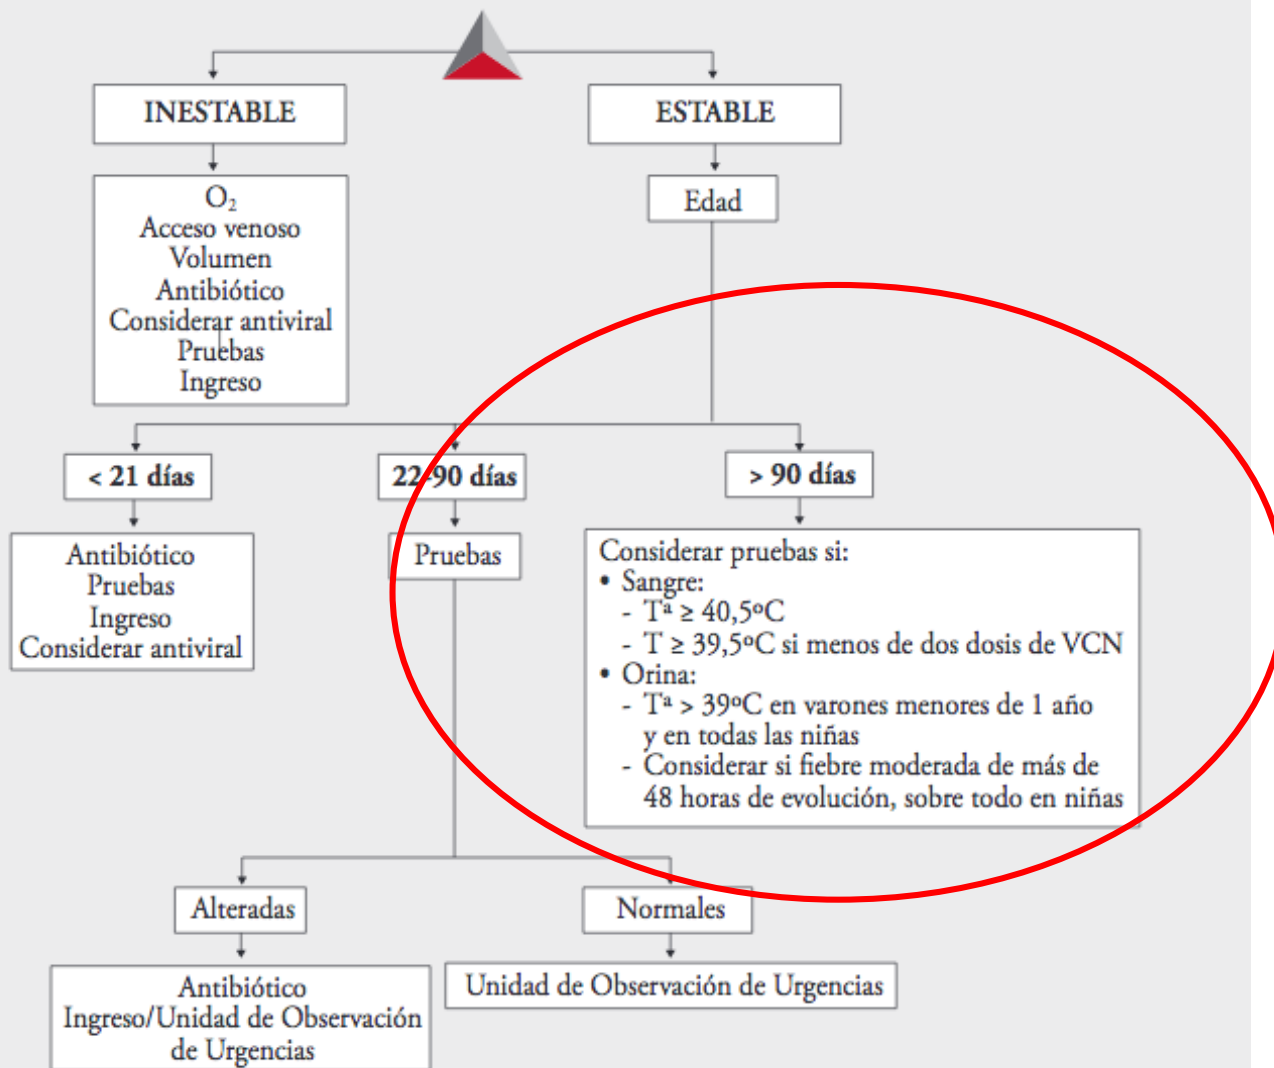 INESTABLE
ESTABLE
O₂
Acceso venoso
Volumen
Antibiótico
Considerar antiviral
Pruebas
Ingreso
Edad
< 21 días
22-90 días
> 90 días
Antibiótico
Pruebas
Ingreso
Considerar antiviral
Pruebas
Considerar pruebas si:
• Sangre:
- Tª ≥ 40,5ºC
- T ≥ 39,5ºC si menos de dos dosis de VCN
• Orina:
- Tª > 39ºC en varones menores de 1 año
y en todas las niñas
- Considerar si fiebre moderada de más de
48 horas de evolución, sobre todo en niñas
Alteradas
Normales
Antibiótico
Ingreso/Unidad de Observación
de Urgencias
Unidad de Observación de Urgencias